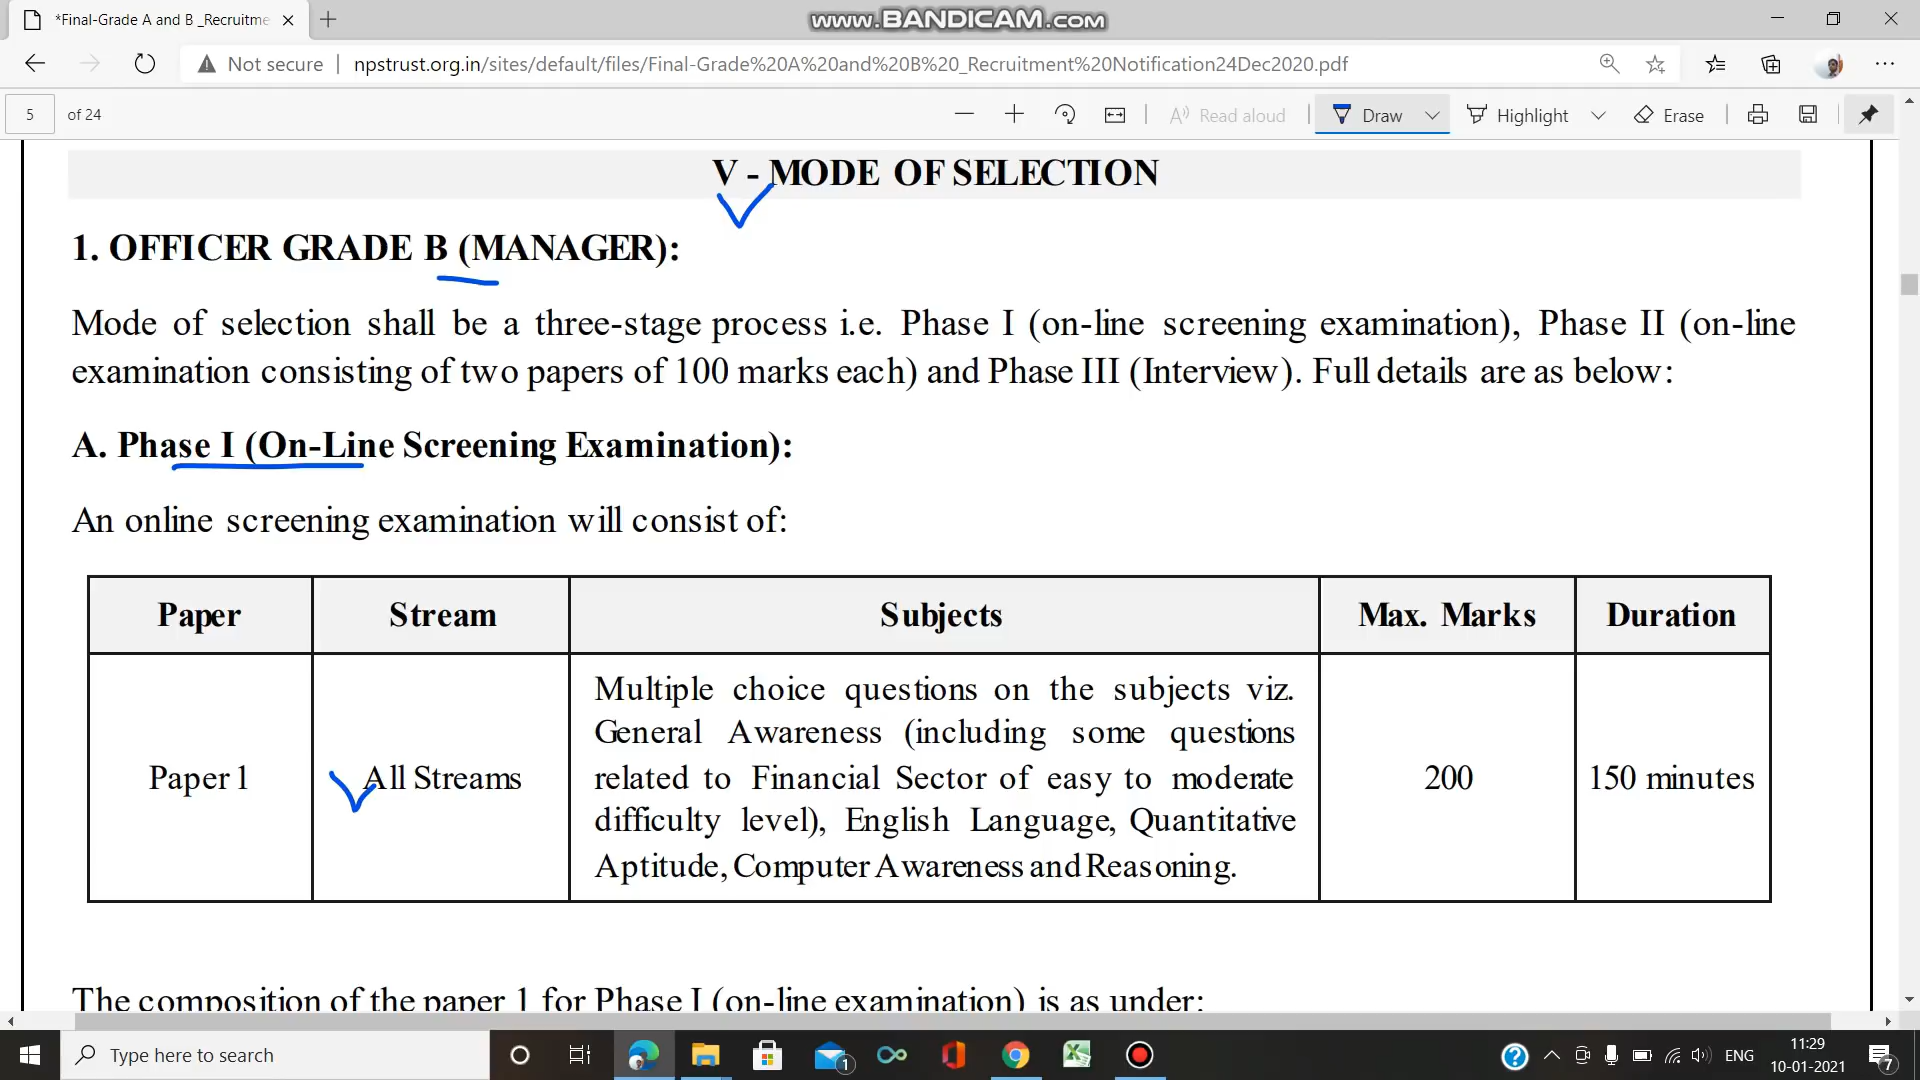 *Final-Grade A and B _Recruitme
www.BANDICAM.com
Not secure
npstrust.org.in/sites/default/files/Final-Grade%20A%20and%20B%20_Recruitment%20Notification24Dec2020.pdf
5 of 24
Read aloud
Draw
Highlight
Erase
V - MODE OF SELECTION
1. OFFICER GRADE B (MANAGER):
Mode of selection shall be a three-stage process i.e. Phase I (on-line screening examination), Phase II (on-line
examination consisting of two papers of 100 marks each) and Phase III (Interview). Full details are as below:
A. Phase I (On-Line Screening Examination):
An online screening examination will consist of:
Paper Stream Subjects Max. Marks Duration
Multiple choice questions on the subjects viz.
General Awareness (including some questions
Paper 1 All Streams related to Financial Sector of easy to moderate 200 150 minutes
difficulty level), English Language, Quantitative
Aptitude, Computer Awareness and Reasoning.
The composition of the paper 1 for Phase I (on-line examination) is as under:
Type here to search
1
ENG
11:29
10-01-2021
7